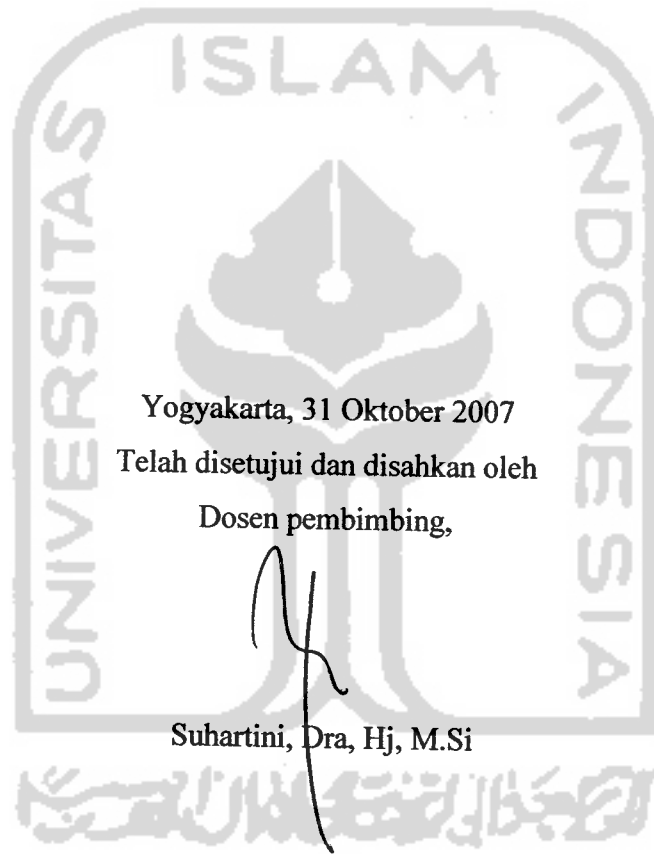 ISLAM
UNIVERSITAS
INDONESIA
Yogyakarta, 31 Oktober 2007
Telah disetujui dan disahkan oleh
Dosen pembimbing,
Suhartini, Dra, Hj, M.Si